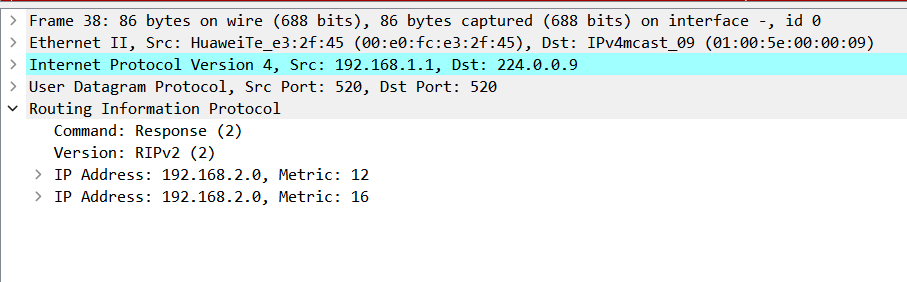 Frame 38: 86 bytes on wire (688 bits), 86 bytes captured (688 bits) on interface -, id 0
Ethernet II, Src: HuaweiTe_e3:2f:45 (00:e0:fc:e3:2f:45), Dst: IPv4mcast_09 (01:00:5e:00:00:09)
Internet Protocol Version 4, Src: 192.168.1.1, Dst: 224.0.0.9
User Datagram Protocol, Src Port: 520, Dst Port: 520
Routing Information Protocol
Command: Response (2)
Version: RIPv2 (2)
IP Address: 192.168.2.0, Metric: 12
IP Address: 192.168.2.0, Metric: 16